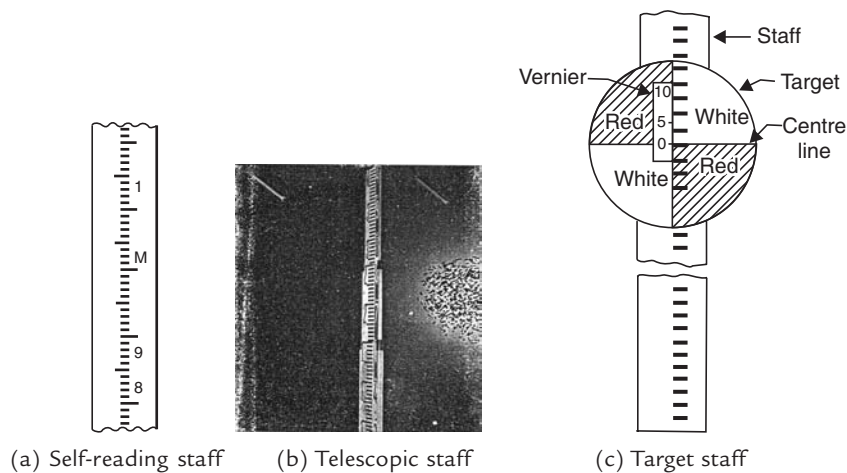 1
M
9
8
(a) Self-reading staff
(b) Telescopic staff
Staff
Vernier
Target
10
5
0
White
Red
Centre
line
White
Red
(c) Target staff